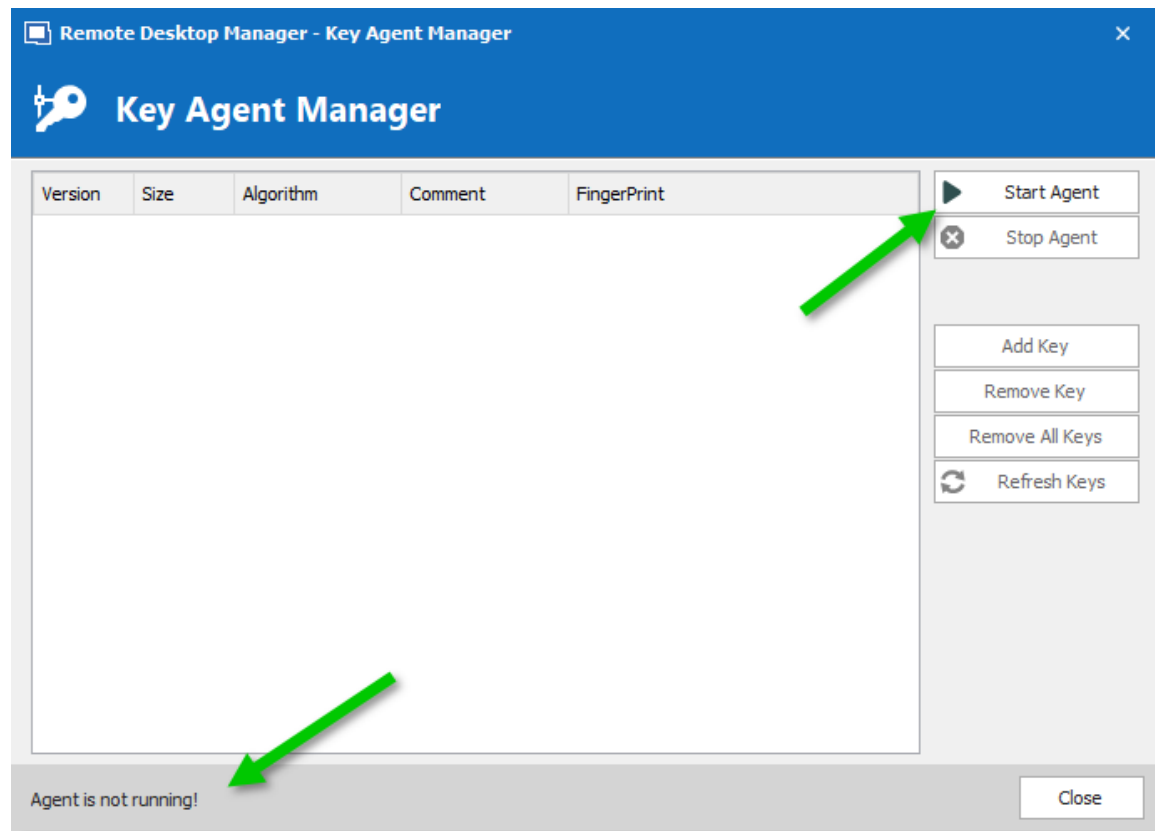 Remote Desktop Manager - Key Agent Manager
Key Agent Manager
Version Size Algorithm Comment FingerPrint
Start Agent
Stop Agent
Add Key
Remove Key
Remove All Keys
Refresh Keys
Agent is not running!
Close